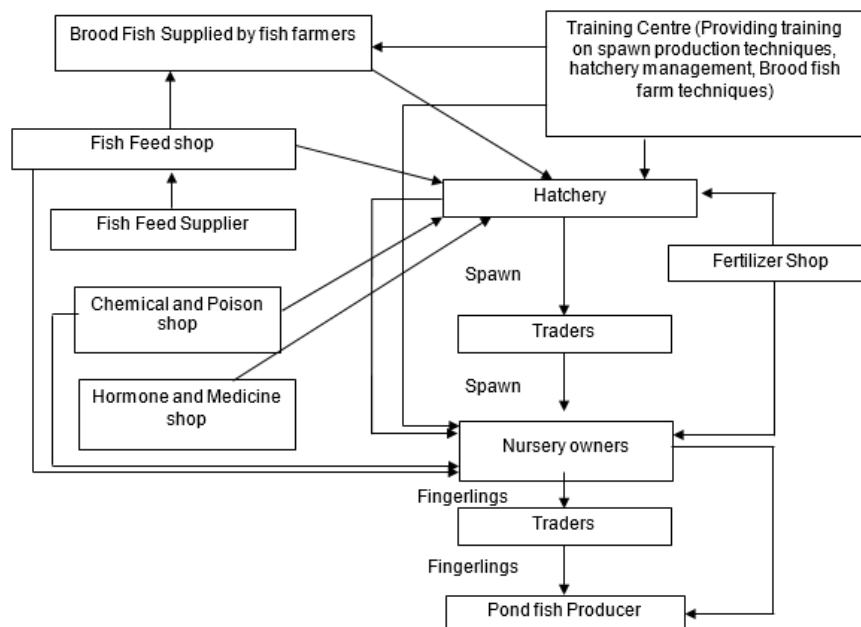 Brood Fish Supplied by fish farmers
Training Centre (Providing training
on spawn production techniques,
hatchery management, Brood fish
farm techniques)
Fish Feed shop
Hatchery
Fish Feed Supplier
Fertilizer Shop
Spawn
Chemical and Poison
shop
Traders
Spawn
Hormone and Medicine
shop
Nursery owners
Fingerlings
Traders
Fingerlings
Pond fish Producer